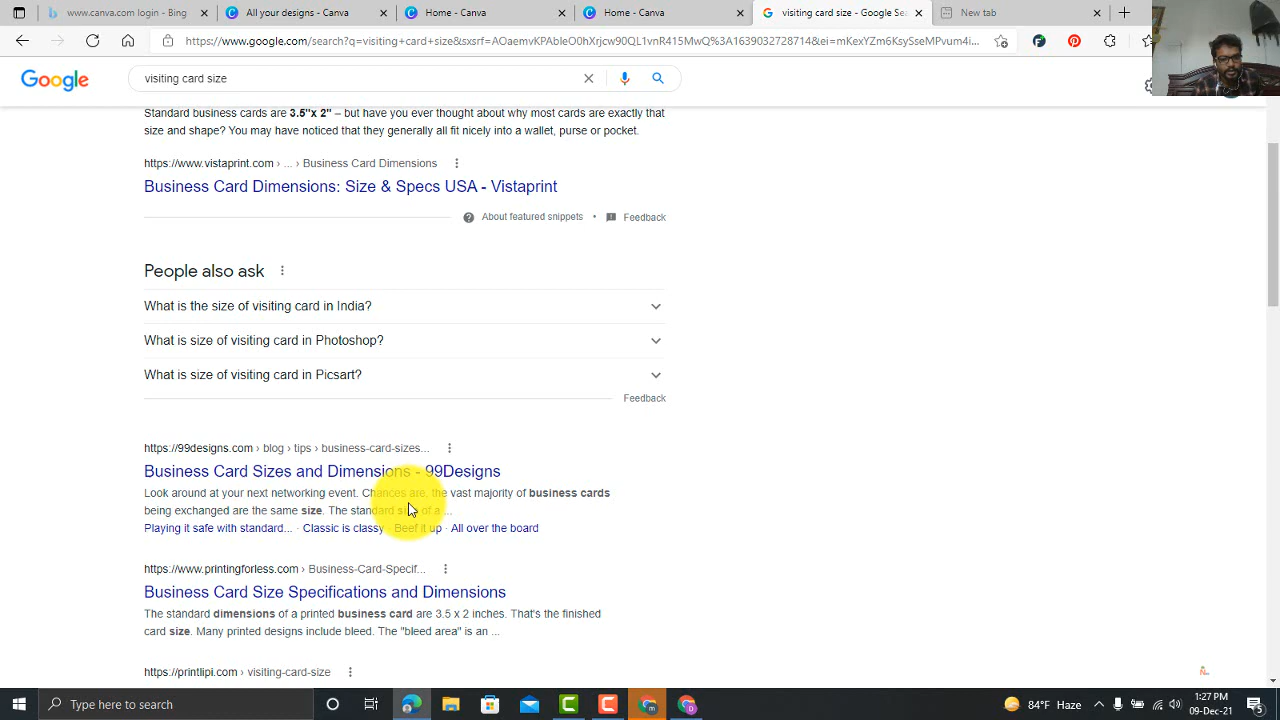 www.canva.com login - Bing
All your designs - Canva
Home - Canva
Home - Canva
visiting card size - Google Sea
New tab
https://www.google.com/search?q=visiting+card+size&sxsrf=AOaemvKPAbleO0hXrjcw90QL1vnR415MwQ%3A1639032728714&ei=mKexYZm6KsySseMPvum4i...
Google
visiting card size
Standard business cards are 3.5"x 2" – but have you ever thought about why most cards are exactly that
size and shape? You may have noticed that they generally all fit nicely into a wallet, purse or pocket.
https://www.vistaprint.com › ... › Business Card Dimensions
Business Card Dimensions: Size & Specs USA - Vistaprint
About featured snippets • Feedback
People also ask
What is the size of visiting card in India?
What is size of visiting card in Photoshop?
What is size of visiting card in Picsart?
Feedback
https://99designs.com › blog › tips › business-card-sizes...
Business Card Sizes and Dimensions - 99Designs
Look around at your next networking event. Chances are, the vast majority of business cards
being exchanged are the same size. The standard size of a ...
Playing it safe with standard... · Classic is classy · Beef it up · All over the board
https://www.printingforless.com › Business-Card-Specif...
Business Card Size Specifications and Dimensions
The standard dimensions of a printed business card are 3.5 x 2 inches. That's the finished
card size. Many printed designs include bleed. The "bleed area" is an ...
https://printlipi.com › visiting-card-size
Type here to search
84°F Haze
1:27 PM
09-Dec-21
3